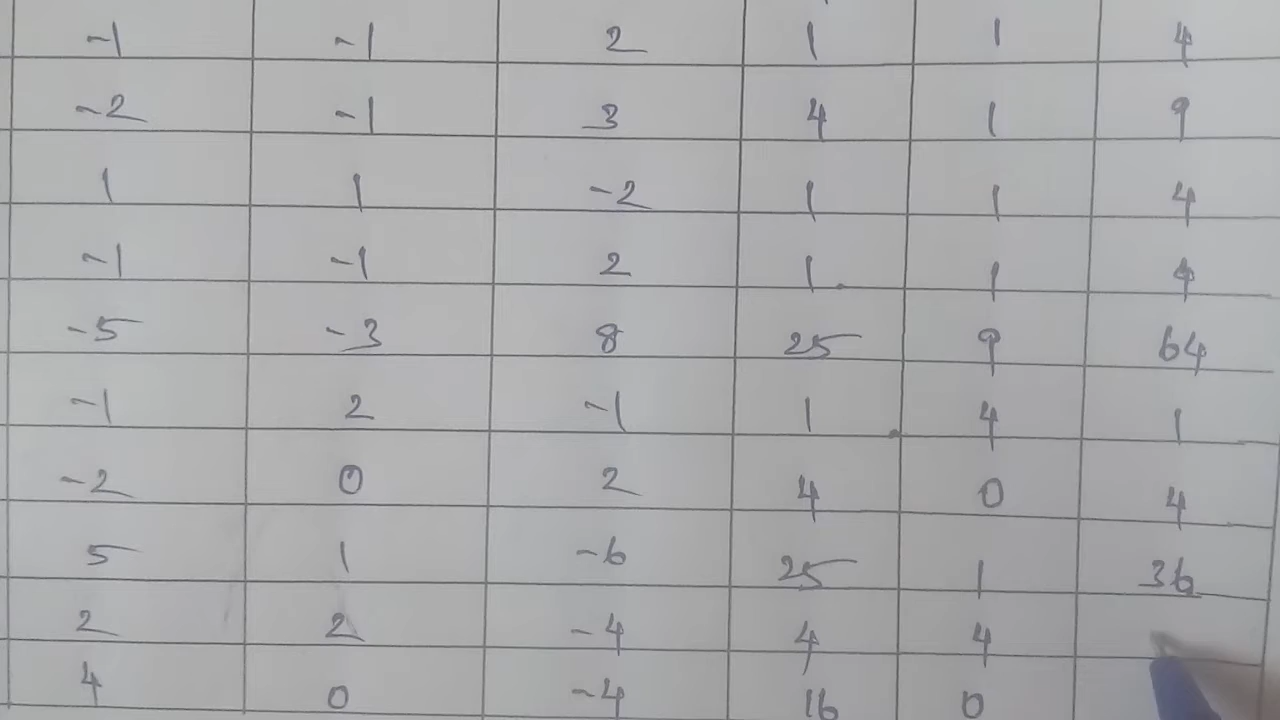 -1 -1 2 1 1 4
-2 -1 3 4 1 9
1 1 -2 1 1 4
-1 -1 2 1 1 4
-5 -3 8 25 9 64
-1 2 -1 1 4 1
-2 0 2 4 0 4
5 1 -6 25 1 36
2 2 -4 4 4
4 0 -4 16 0